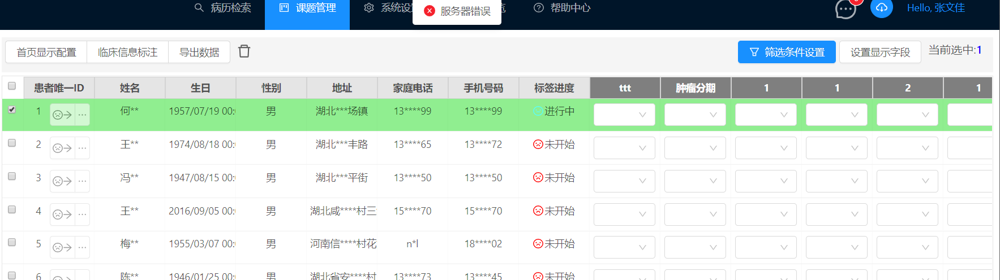 病历检索 课题管理 系统设 服务器错误 帮助中心 Hello, 张文佳
首页显示配置 临床信息标注 导出数据 筛选条件设置 设置显示字段 当前选中:1
患者唯一ID 姓名 生日 性别 地址 家庭电话 手机号码 标签进度 ttt 肿瘤分期 1 1 2 1
1 何** 1957/07/19 00: 男 湖北***场镇 13****99 13****99 进行中
2 王** 1974/08/18 00: 男 湖北***丰路 13****65 13****72 未开始
3 冯** 1947/08/15 00: 男 湖北***平街 13****50 13****50 未开始
4 王** 2016/09/05 00: 男 湖北咸****村三 15****70 15****70 未开始
5 梅** 1955/03/07 00: 男 河南信****村花 n*l 18****02 未开始
6 陈** 1946/01/25 00: 男 湖北省安****村 13****73 13****45 未开始